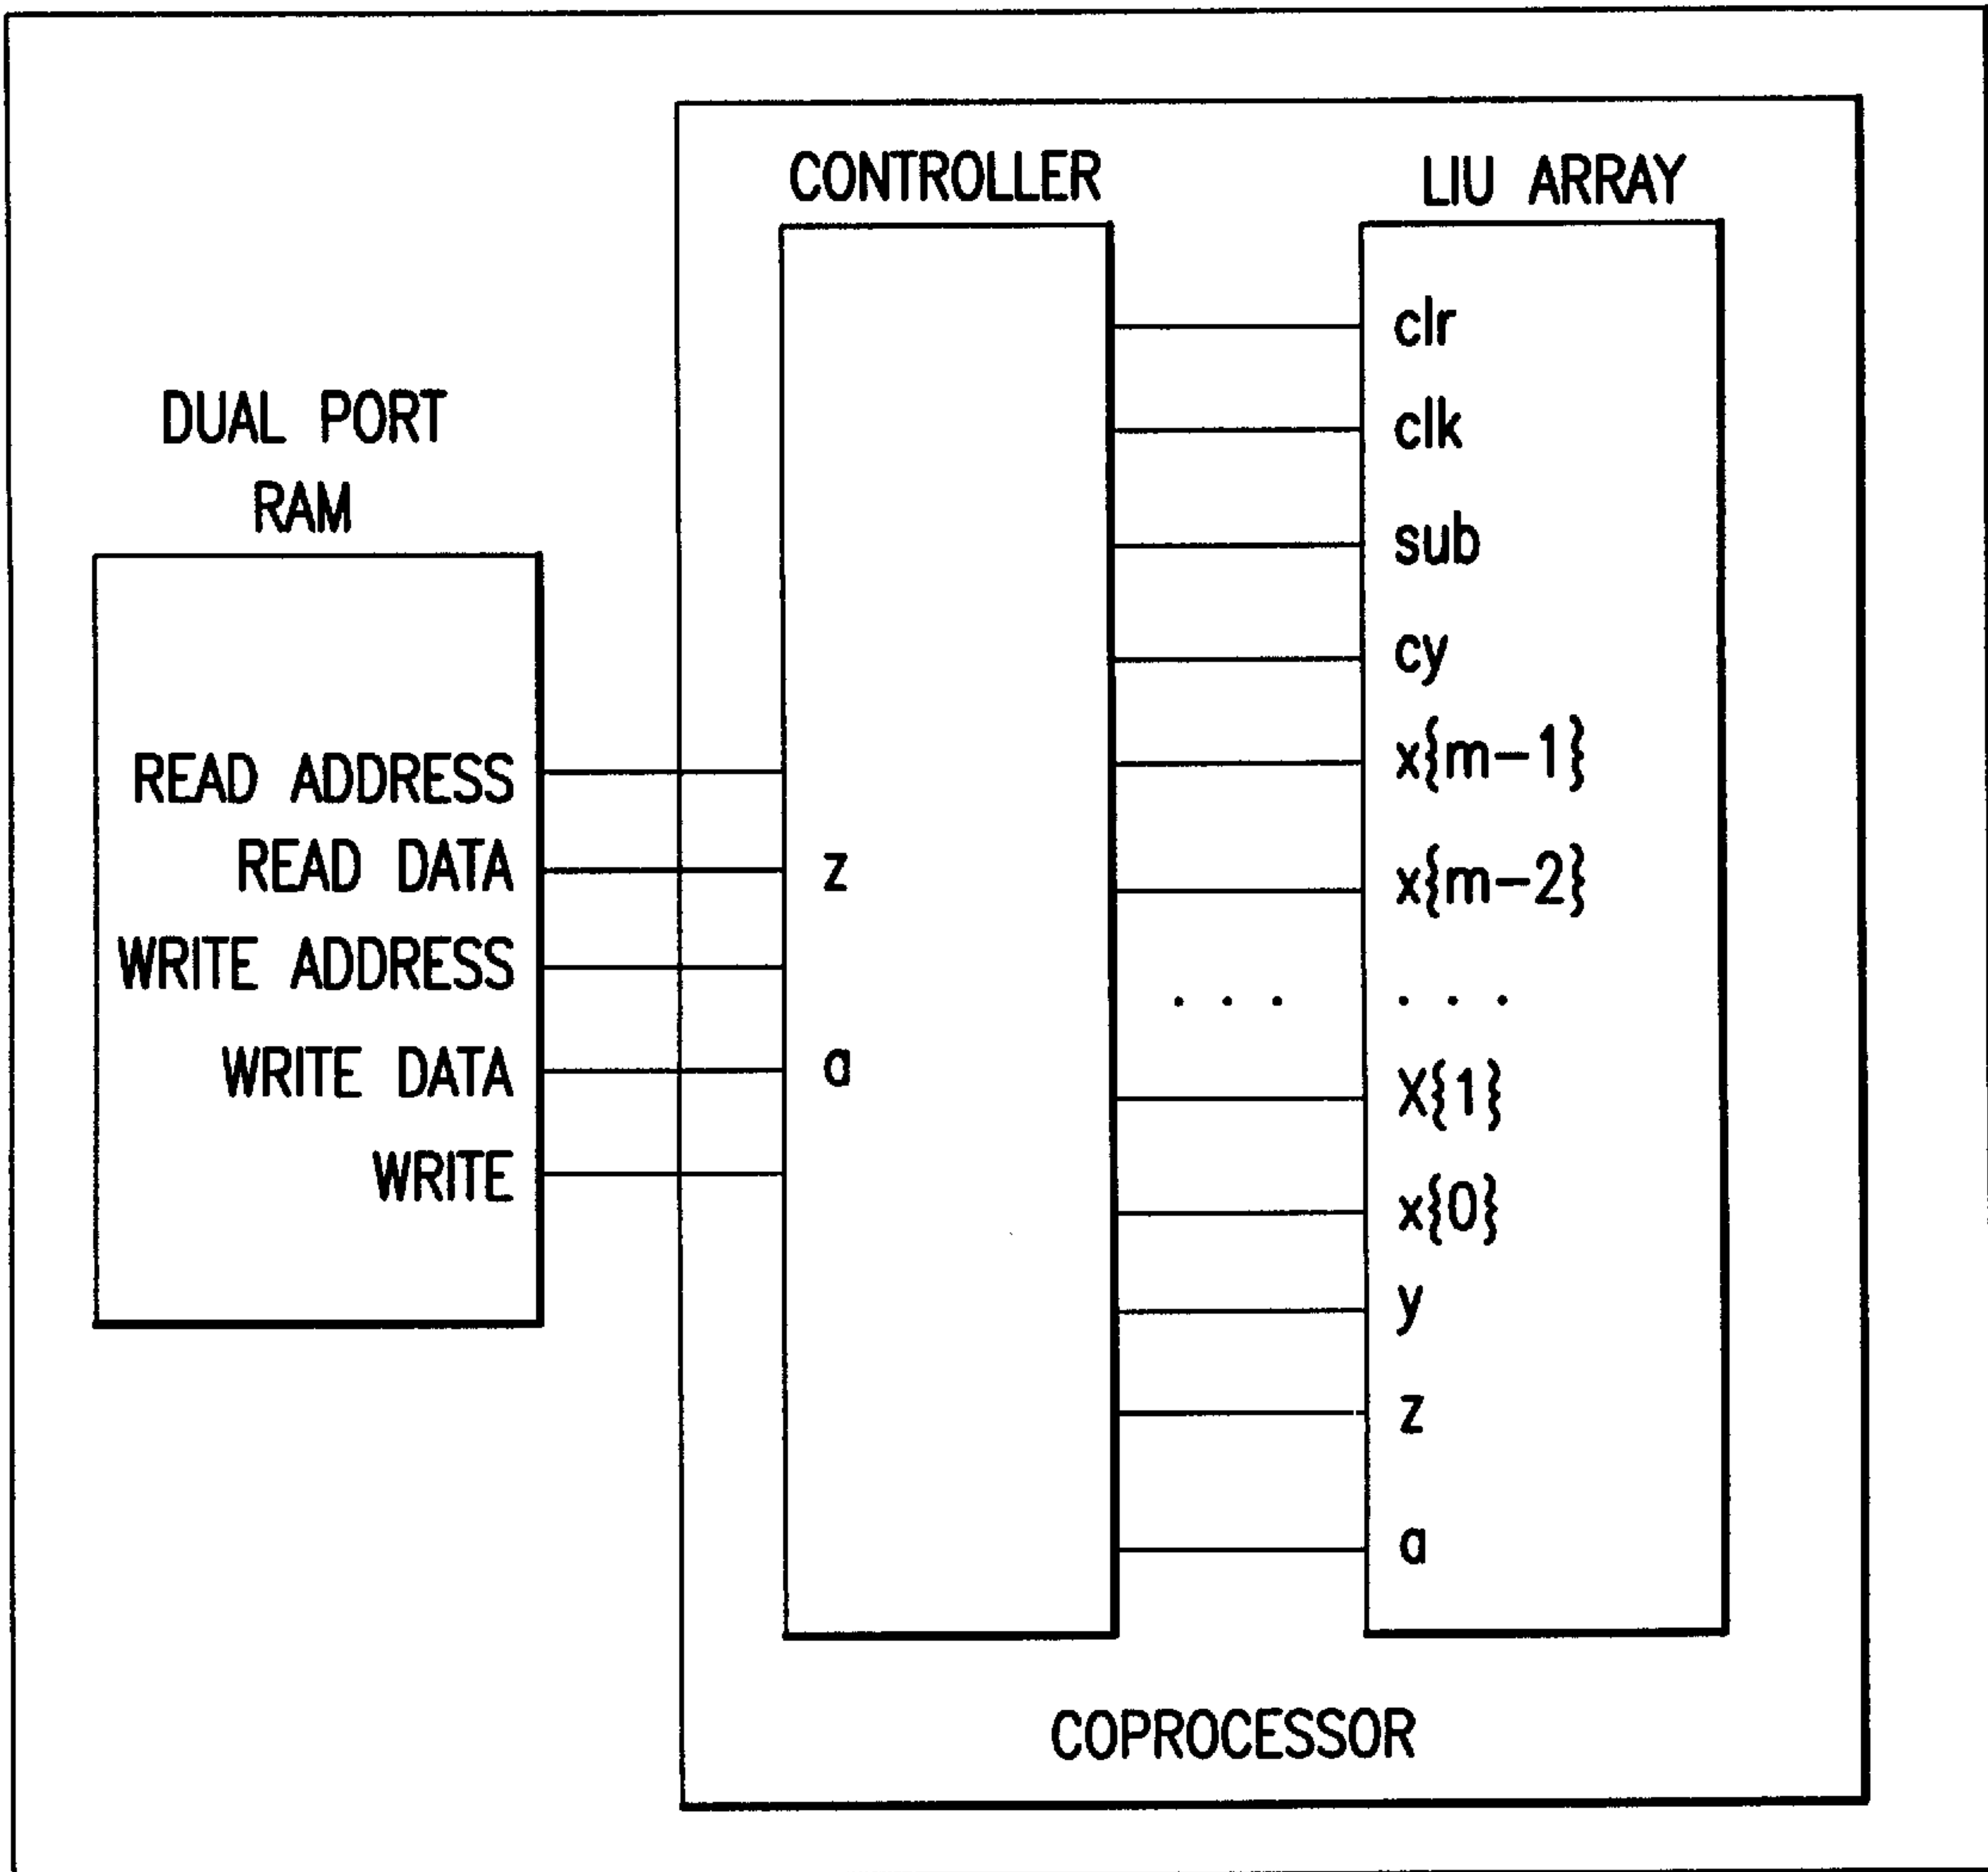 CONTROLLER
LIU ARRAY
DUAL PORT
RAM
READ ADDRESS
READ DATA
WRITE ADDRESS
WRITE DATA
WRITE
z
a
clr
clk
sub
cy
x{m-1}
x{m-2}
. . . . . .
X{1}
x{0}
y
z
a
COPROCESSOR